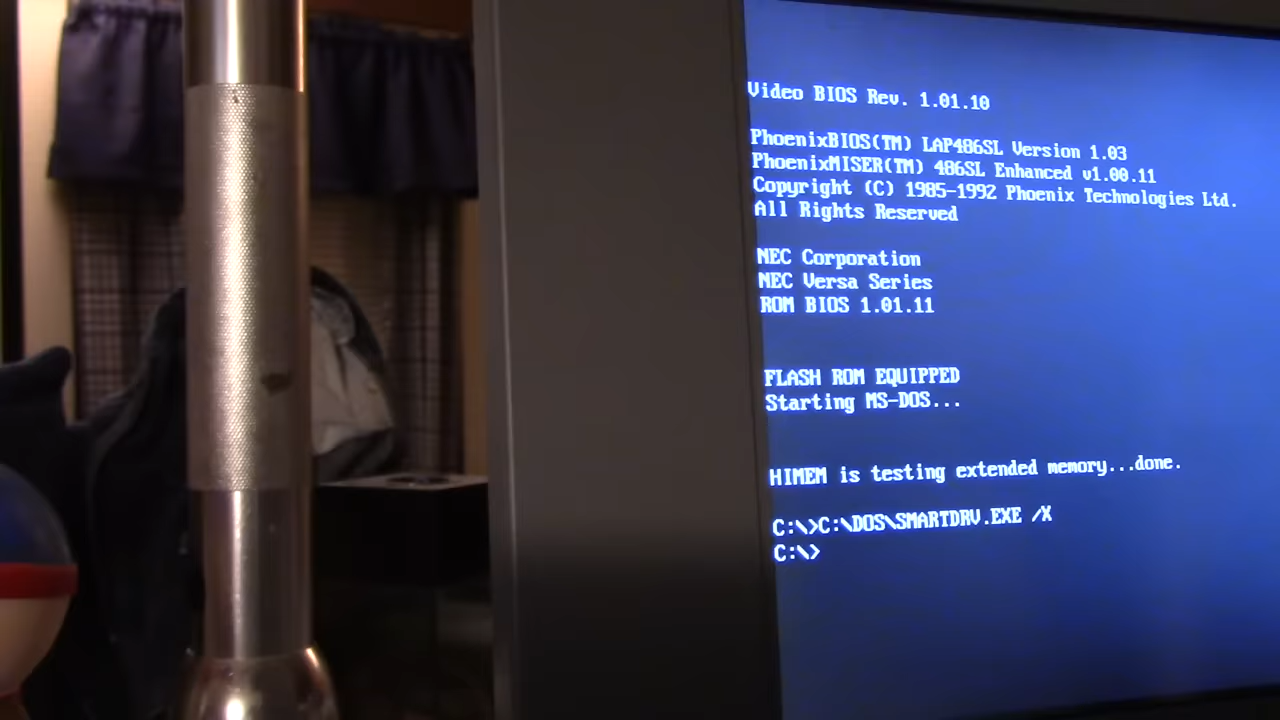 Video BIOS Rev. 1.01.10
PhoenixBIOS(TM) LAP486SL Version 1.03
PhoenixMISER(TM) 486SL Enhanced v1.00.11
Copyright (C) 1985-1992 Phoenix Technologies Ltd.
All Rights Reserved
NEC Corporation
NEC Versa Series
ROM BIOS 1.01.11
FLASH ROM EQUIPPED
Starting MS-DOS...
HIMEM is testing extended memory...done.
C:\>C:\DOS\SMARTDRV.EXE /X
C:\>